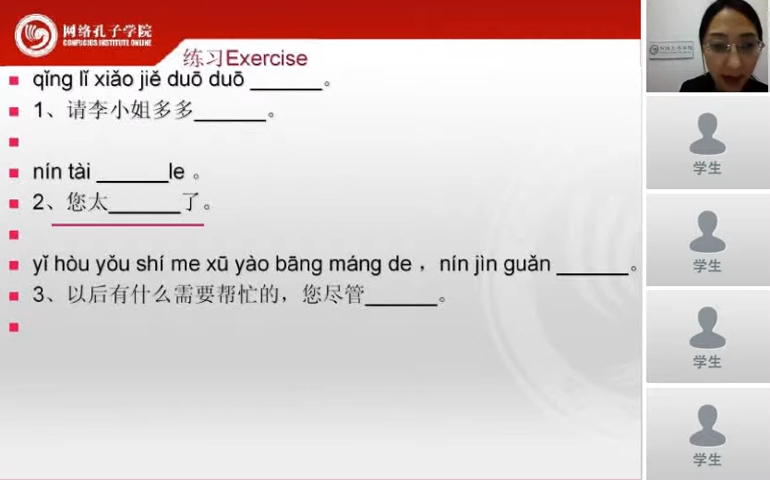 网络孔子学院
CONFUCIUS INSTITUTE ONLINE
练习Exercise
qǐng lǐ xiǎo jiě duō duō ______。
1、请李小姐多多______。
nín tài ______le 。
2、您太______了。
yǐ hòu yǒu shí me xū yào bāng máng de ，nín jìn guǎn ______。
3、以后有什么需要帮忙的，您尽管______。
学生
学生
学生
学生